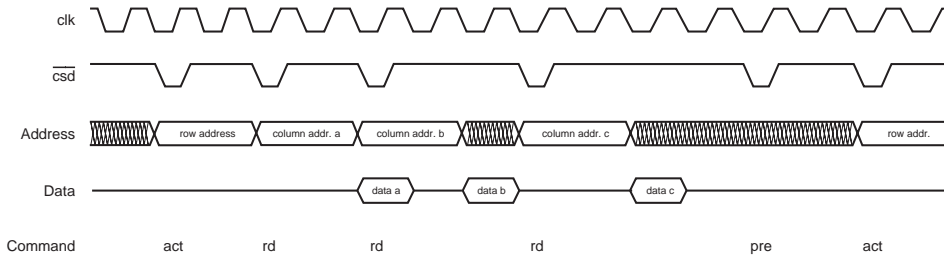 clk
csd
Address row address column addr. a column addr. b column addr. c row addr.
Data data a data b data c
Command act rd rd rd pre act